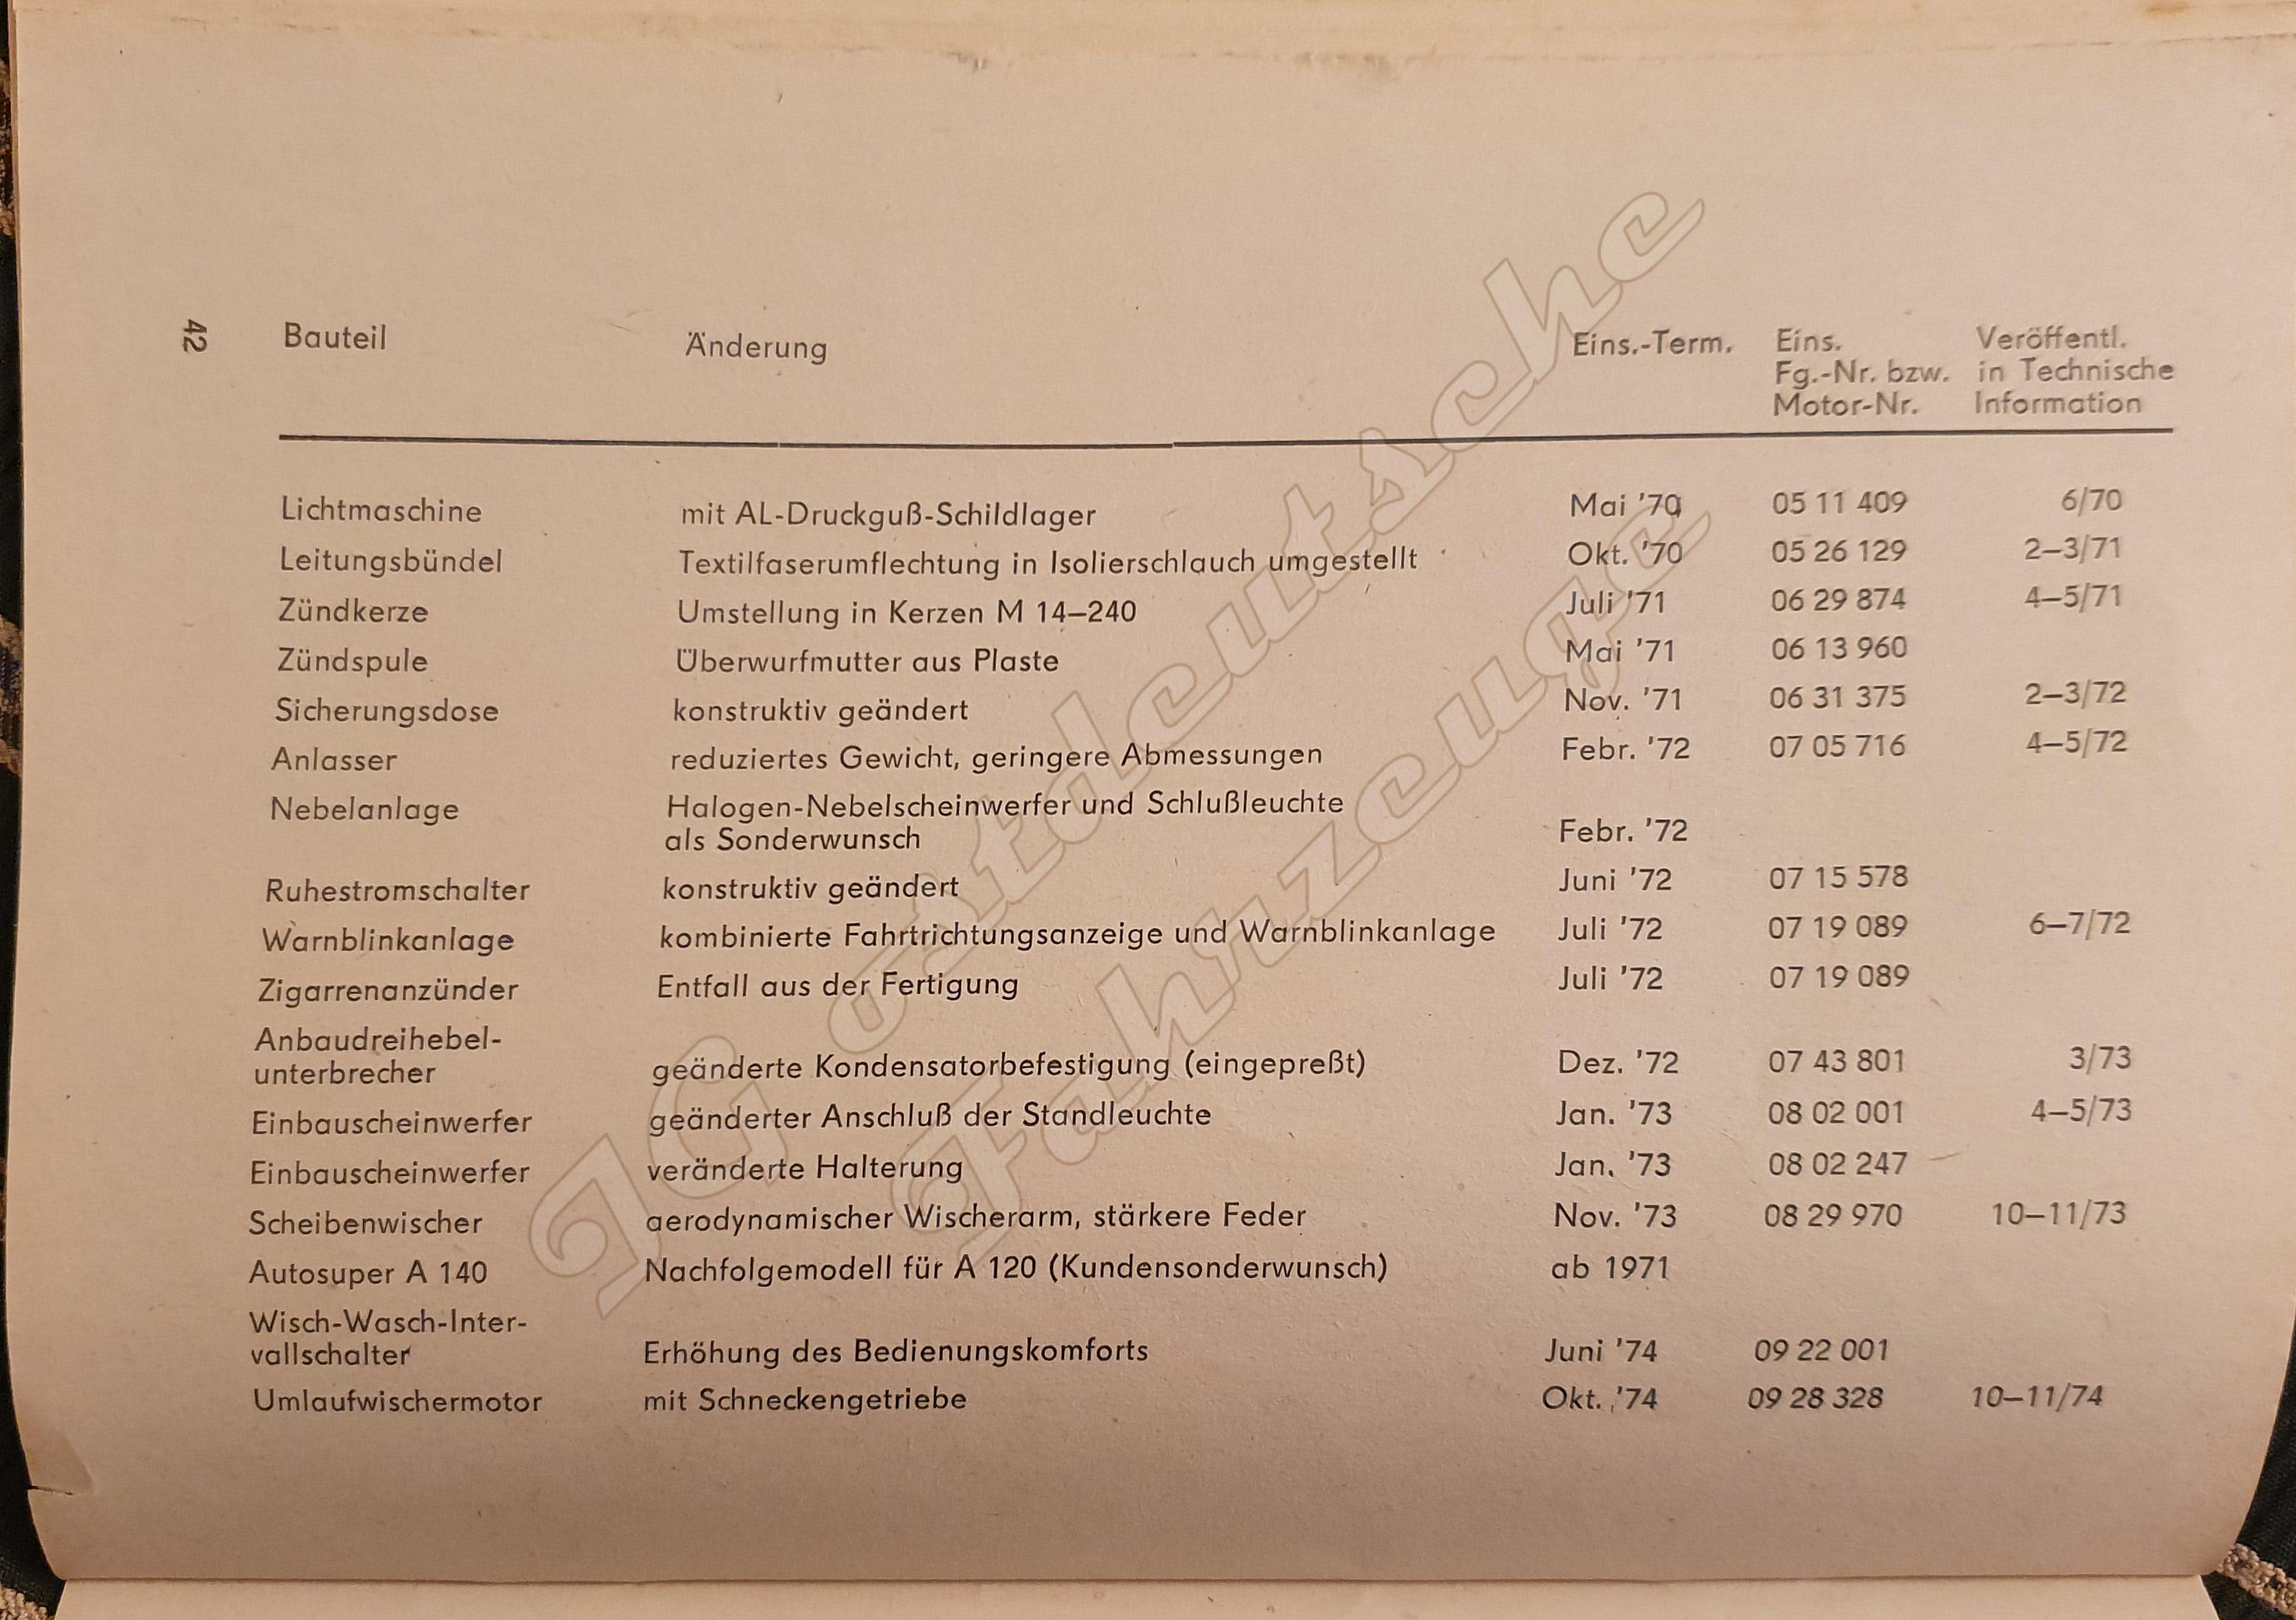 42
Bauteil Änderung Eins.-Term. Eins. Veröffentl.
Fg.-Nr. bzw. in Technische
Motor-Nr. Information
Lichtmaschine mit AL-Druckguß-Schildlager Mai '70 05 11 409 6/70
Leitungsbündel Textilfaserumflechtung in Isolierschlauch umgestellt Okt. '70 05 26 129 2–3/71
Zündkerze Umstellung in Kerzen M 14–240 Juli '71 06 29 874 4–5/71
Zündspule Überwurfmutter aus Plaste Mai '71 06 13 960
Sicherungsdose konstruktiv geändert Nov. '71 06 31 375 2–3/72
Anlasser reduziertes Gewicht, geringere Abmessungen Febr. '72 07 05 716 4–5/72
Nebelanlage Halogen-Nebelscheinwerfer und Schlußleuchte
als Sonderwunsch Febr. '72
Ruhestromschalter konstruktiv geändert Juni '72 07 15 578
Warnblinkanlage kombinierte Fahrtrichtungsanzeige und Warnblinkanlage Juli '72 07 19 089 6–7/72
Zigarrenanzünder Entfall aus der Fertigung Juli '72 07 19 089
Anbaudreihebel-
unterbrecher geänderte Kondensatorbefestigung (eingepreßt) Dez. '72 07 43 801 3/73
Einbauscheinwerfer geänderter Anschluß der Standleuchte Jan. '73 08 02 001 4–5/73
Einbauscheinwerfer veränderte Halterung Jan. '73 08 02 247
Scheibenwischer aerodynamischer Wischerarm, stärkere Feder Nov. '73 08 29 970 10–11/73
Autosuper A 140 Nachfolgemodell für A 120 (Kundensonderwunsch) ab 1971
Wisch-Wasch-Inter-
vallschalter Erhöhung des Bedienungskomforts Juni '74 09 22 001
Umlaufwischermotor mit Schneckengetriebe Okt. '74 09 28 328 10–11/74
IG ostdeutsche
Fahrzeuge